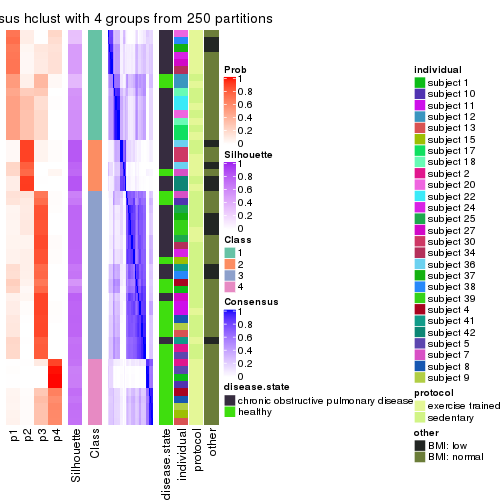 sus hclust with 4 groups from 250 partitions
Prob
1
0.8
0.6
0.4
0.2
0
Silhouette
1
0.8
0.6
0.4
0.2
0
Class
1
2
3
4
Consensus
1
0.8
0.6
0.4
0.2
0
disease.state
chronic obstructive pulmonary disease
healthy
individual
subject 1
subject 10
subject 11
subject 12
subject 13
subject 15
subject 17
subject 18
subject 2
subject 20
subject 22
subject 24
subject 25
subject 27
subject 30
subject 34
subject 36
subject 37
subject 38
subject 39
subject 4
subject 41
subject 42
subject 5
subject 7
subject 8
subject 9
protocol
exercise trained
sedentary
other
BMI: low
BMI: normal
p1
p2
p3
p4
Silhouette
Class
disease.state
individual
protocol
other